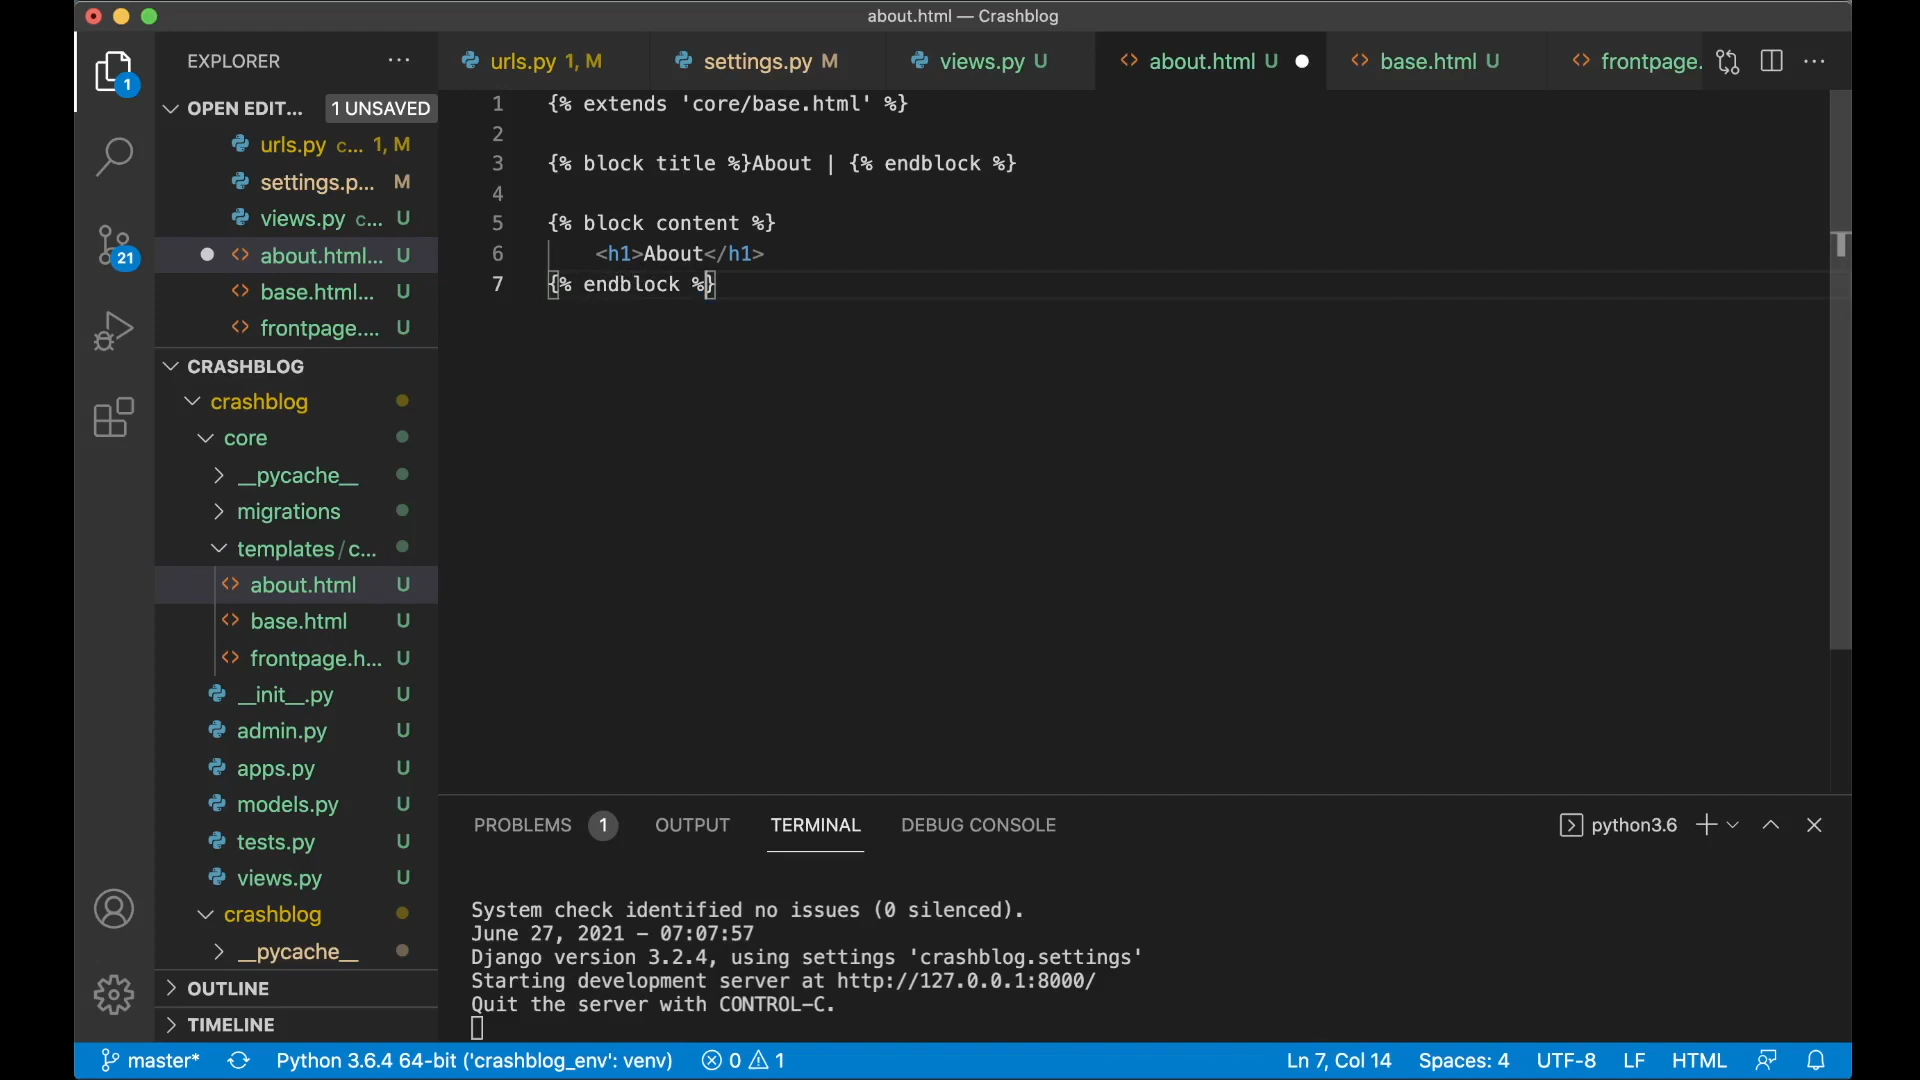 about.html — Crashblog
EXPLORER ···
urls.py 1, M
settings.py M
views.py U
about.html U
base.html U
frontpage.
1
OPEN EDIT... 1 UNSAVED
urls.py c... 1, M
settings.p... M
views.py c... U
about.html... U
base.html... U
frontpage.... U
21
CRASHBLOG
crashblog
core
__pycache__
migrations
templates/c...
about.html U
base.html U
frontpage.h... U
__init__.py U
admin.py U
apps.py U
models.py U
tests.py U
views.py U
crashblog
__pycache__
OUTLINE
TIMELINE
1 {% extends 'core/base.html' %}
2
3 {% block title %}About | {% endblock %}
4
5 {% block content %}
6 <h1>About</h1>
7 {% endblock %}
PROBLEMS 1 OUTPUT TERMINAL DEBUG CONSOLE python3.6
System check identified no issues (0 silenced).
June 27, 2021 - 07:07:57
Django version 3.2.4, using settings 'crashblog.settings'
Starting development server at http://127.0.0.1:8000/
Quit the server with CONTROL-C.
master* Python 3.6.4 64-bit ('crashblog_env': venv) 0 1 Ln 7, Col 14 Spaces: 4 UTF-8 LF HTML